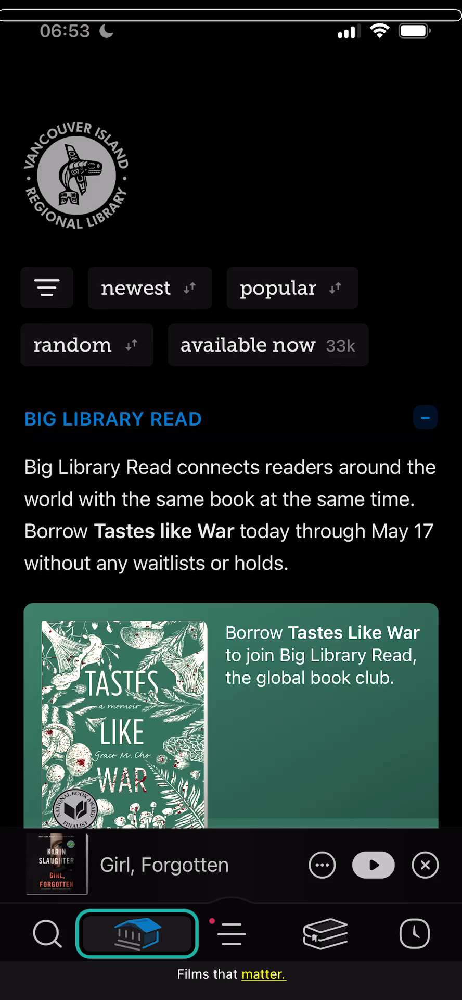 06:53
VANCOUVER ISLAND
REGIONAL LIBRARY
newest
popular
random
available now 33k
BIG LIBRARY READ
Big Library Read connects readers around the
world with the same book at the same time.
Borrow Tastes like War today through May 17
without any waitlists or holds.
TASTES
a memoir
LIKE
Grace M. Cho
WAR
NATIONAL BOOK AWARD
FINALIST
Borrow Tastes Like War
to join Big Library Read,
the global book club.
KARIN
SLAUGHTER
GIRL,
FORGOTTEN
Girl, Forgotten
Films that matter.